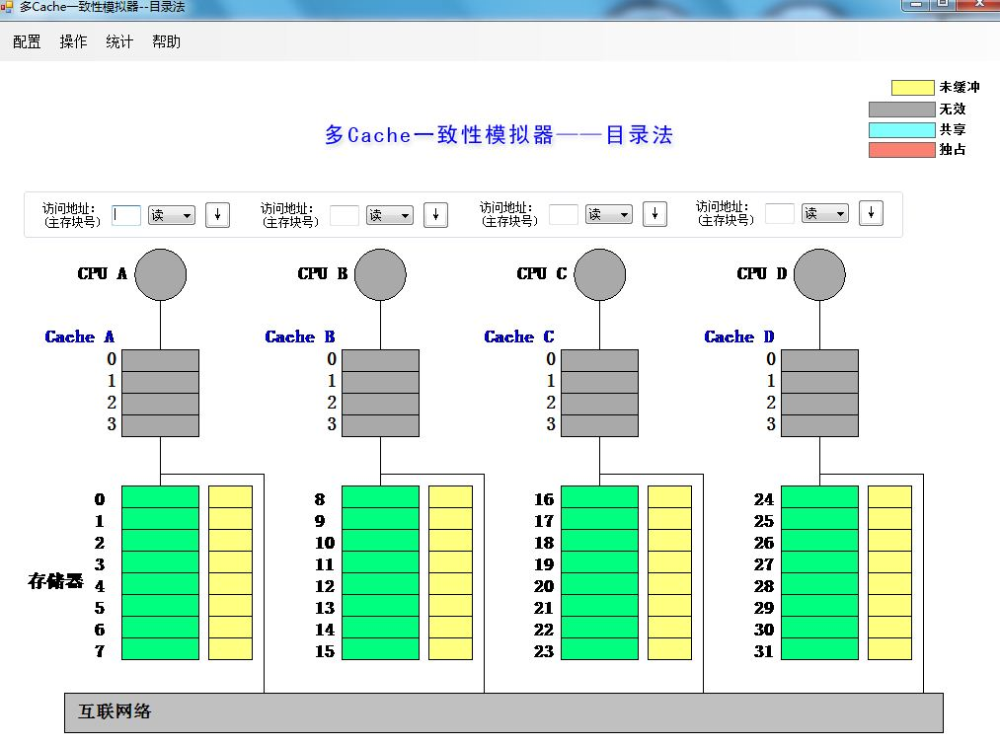 多Cache一致性模拟器--目录法
配置 操作 统计 帮助
未缓冲
无效
共享
独占
多Cache一致性模拟器——目录法
访问地址: 访问地址: 访问地址: 访问地址:
(主存块号) 读 (主存块号) 读 (主存块号) 读 (主存块号) 读
CPU A CPU B CPU C CPU D
Cache A Cache B Cache C Cache D
0 0 0 0
1 1 1 1
2 2 2 2
3 3 3 3
0 8 16 24
1 9 17 25
2 10 18 26
3 11 19 27
存储器 4 12 20 28
5 13 21 29
6 14 22 30
7 15 23 31
互联网络